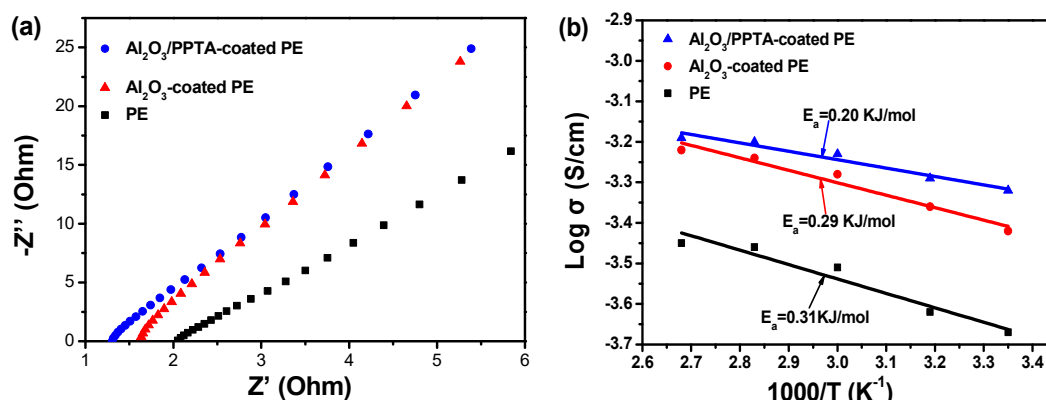 (a)
25
20
15
10
5
0
-Z'' (Ohm)
Al₂O₃/PPTA-coated PE
Al₂O₃-coated PE
PE
1 2 3 4 5 6
Z' (Ohm)
(b)
-2.9
-3.0
-3.1
-3.2
-3.3
-3.4
-3.5
-3.6
-3.7
Log σ (S/cm)
Al₂O₃/PPTA-coated PE
Al₂O₃-coated PE
PE
Eₐ=0.20 KJ/mol
Eₐ=0.29 KJ/mol
Eₐ=0.31KJ/mol
2.6 2.7 2.8 2.9 3.0 3.1 3.2 3.3 3.4
1000/T (K⁻¹)